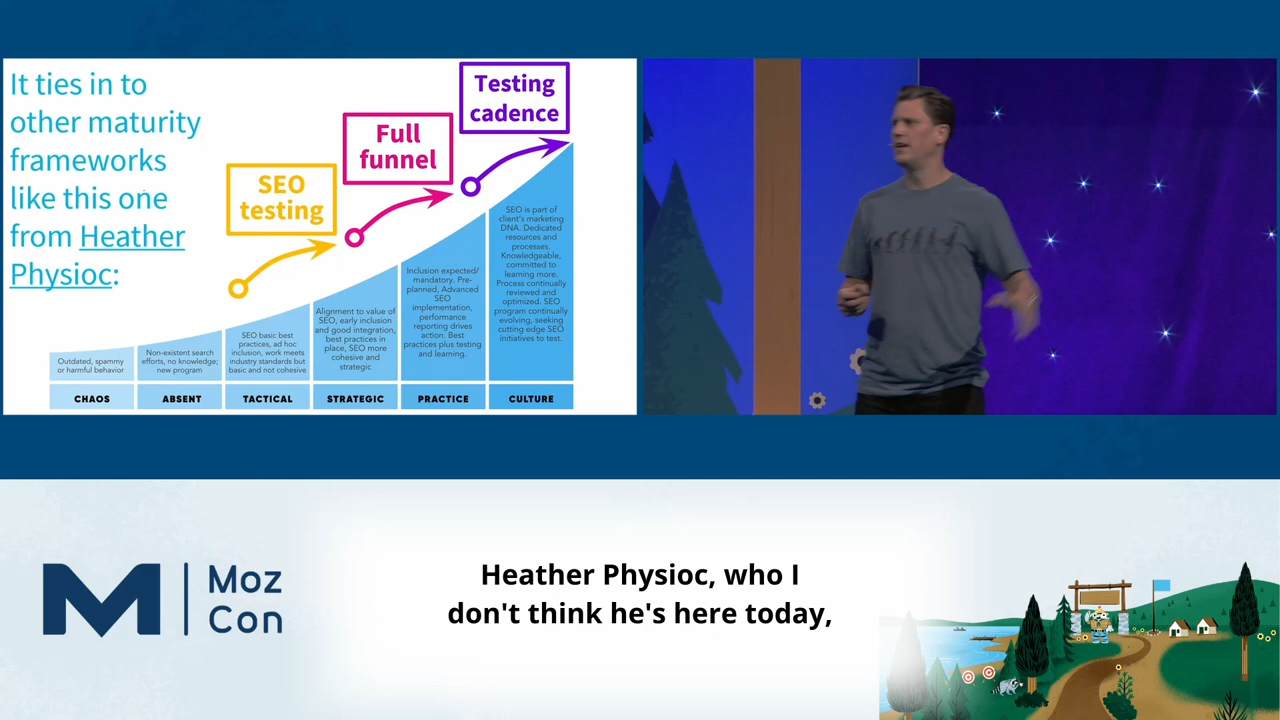 It ties in to
other maturity
frameworks
like this one
from Heather
Physioc:
Testing
cadence
Full
funnel
SEO
testing
Outdated, spammy
or harmful behavior
CHAOS
Non-existent search
efforts, no knowledge;
new program
ABSENT
SEO basic best
practices, ad hoc
inclusion, work meets
industry standards but
basic and not cohesive
TACTICAL
Alignment to value of
SEO, early inclusion
and good integration,
best practices in
place, SEO more
cohesive and
strategic
STRATEGIC
Inclusion expected/
mandatory. Pre-
planned, Advanced
SEO
implementation,
performance
reporting drives
action. Best
practices plus testing
and learning.
PRACTICE
SEO is part of
client's marketing
DNA. Dedicated
resources and
processes.
Knowledgeable,
committed to
learning more.
Process continually
reviewed and
optimized. SEO
program continually
evolving, seeking
cutting edge SEO
initiatives to test.
CULTURE
M
Moz
Con
Heather Physioc, who I
don't think he's here today,